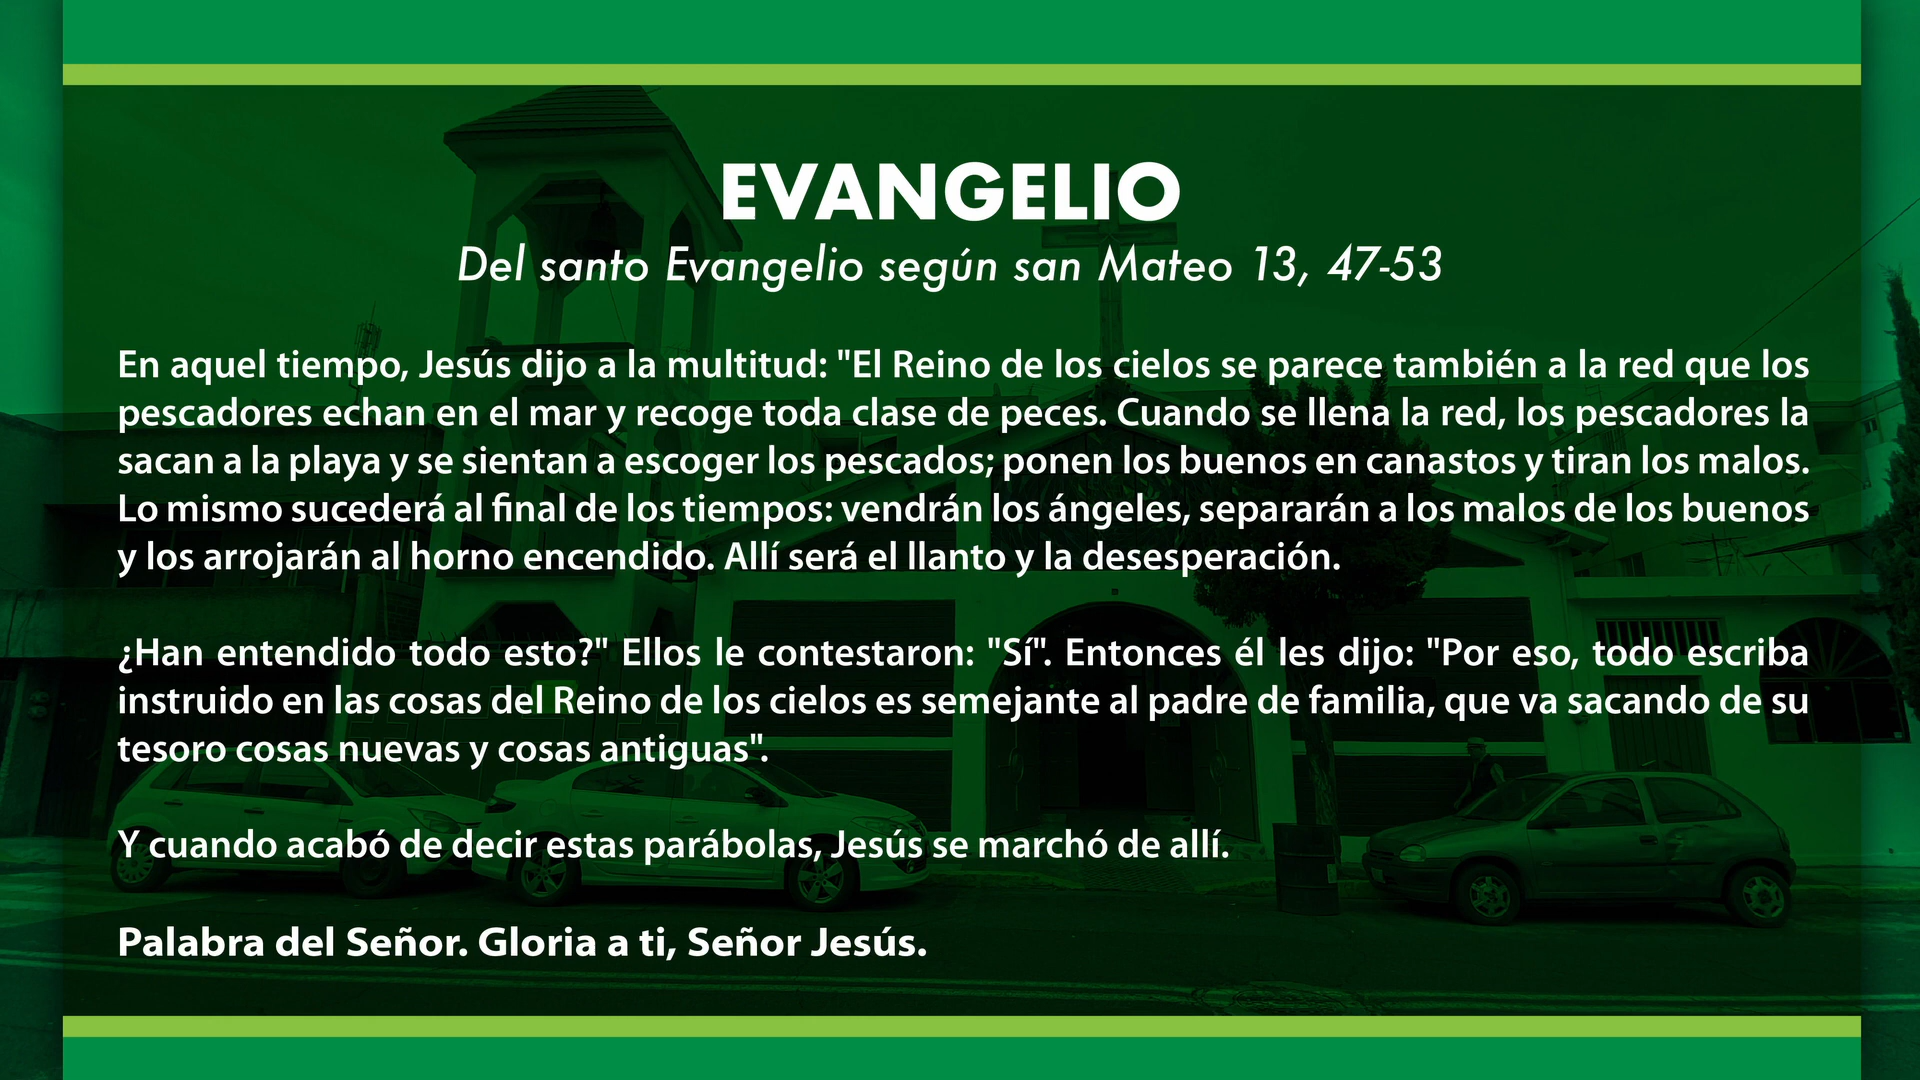 EVANGELIO
Del santo Evangelio según san Mateo 13, 47-53
En aquel tiempo, Jesús dijo a la multitud: "El Reino de los cielos se parece también a la red que los
pescadores echan en el mar y recoge toda clase de peces. Cuando se llena la red, los pescadores la
sacan a la playa y se sientan a escoger los pescados; ponen los buenos en canastos y tiran los malos.
Lo mismo sucederá al final de los tiempos: vendrán los ángeles, separarán a los malos de los buenos
y los arrojarán al horno encendido. Allí será el llanto y la desesperación.
¿Han entendido todo esto?" Ellos le contestaron: "Sí". Entonces él les dijo: "Por eso, todo escriba
instruido en las cosas del Reino de los cielos es semejante al padre de familia, que va sacando de su
tesoro cosas nuevas y cosas antiguas".
Y cuando acabó de decir estas parábolas, Jesús se marchó de allí.
Palabra del Señor. Gloria a ti, Señor Jesús.